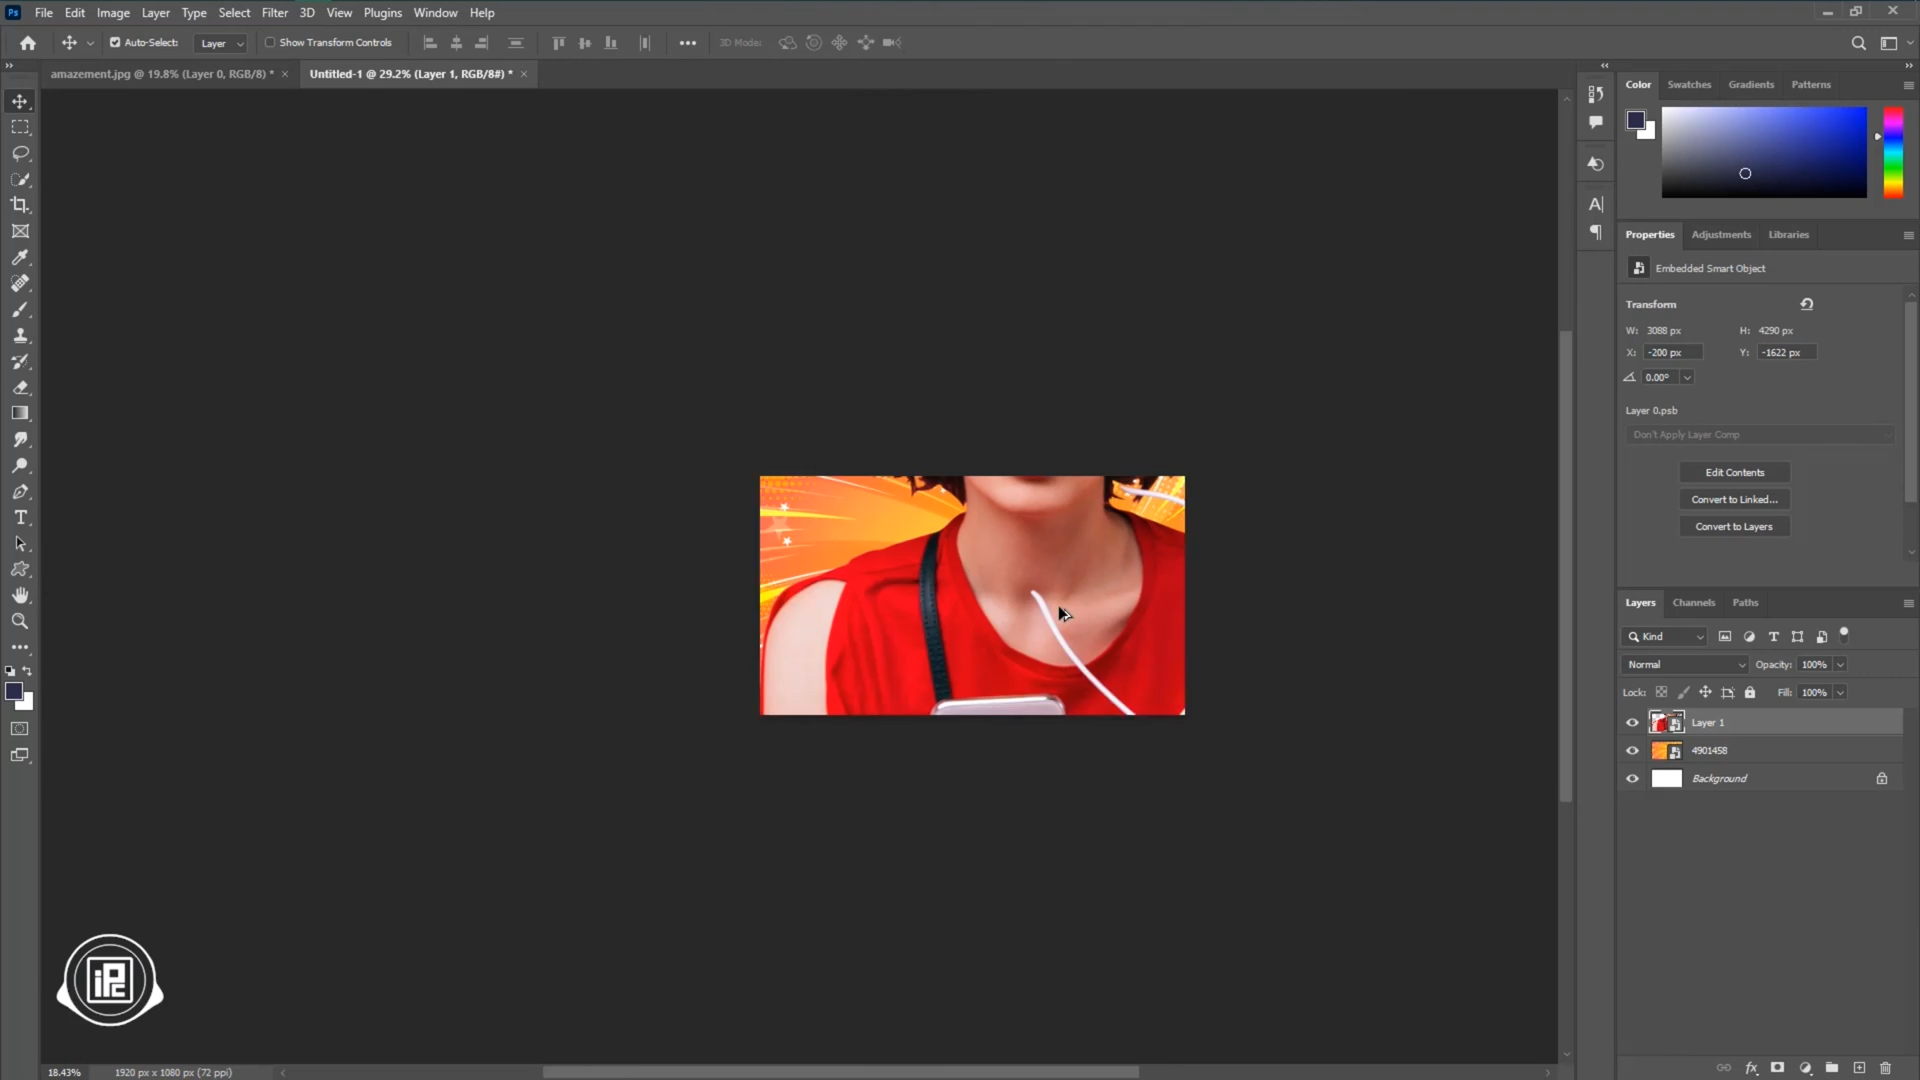 Ps File Edit Image Layer Type Select Filter 3D View Plugins Window Help
Auto-Select: Layer Show Transform Controls 3D Mode:
amazement.jpg @ 19.8% (Layer 0, RGB/8) * × Untitled-1 @ 29.2% (Layer 1, RGB/8#) * ×
Color Swatches Gradients Patterns
Properties Adjustments Libraries
Embedded Smart Object
Transform
W: 3088 px H: 4290 px
X: -200 px Y: -1622 px
0.00°
Layer 0.psb
Don't Apply Layer Comp
Edit Contents
Convert to Linked...
Convert to Layers
Layers Channels Paths
Kind
Normal Opacity: 100%
Lock: Fill: 100%
Layer 1
4901458
Background
iPc
18.43% 1920 px x 1080 px (72 ppi)